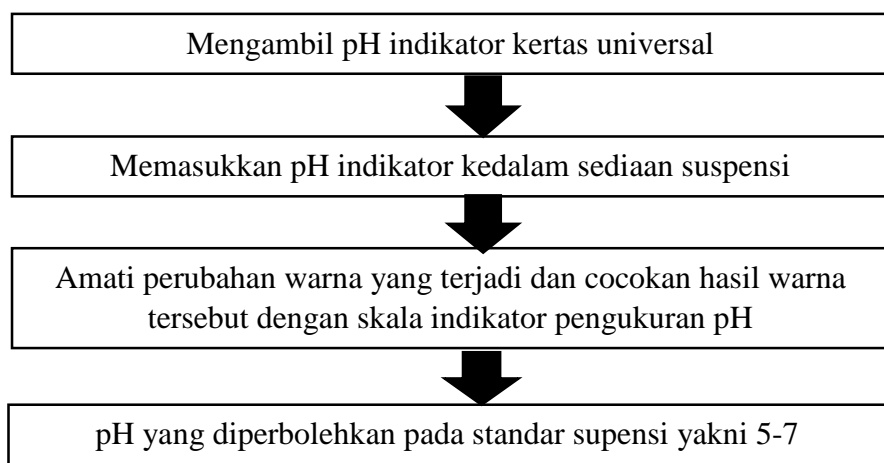 Mengambil pH indikator kertas universal
Memasukkan pH indikator kedalam sediaan suspensi
Amati perubahan warna yang terjadi dan cocokan hasil warna
tersebut dengan skala indikator pengukuran pH
pH yang diperbolehkan pada standar supensi yakni 5-7